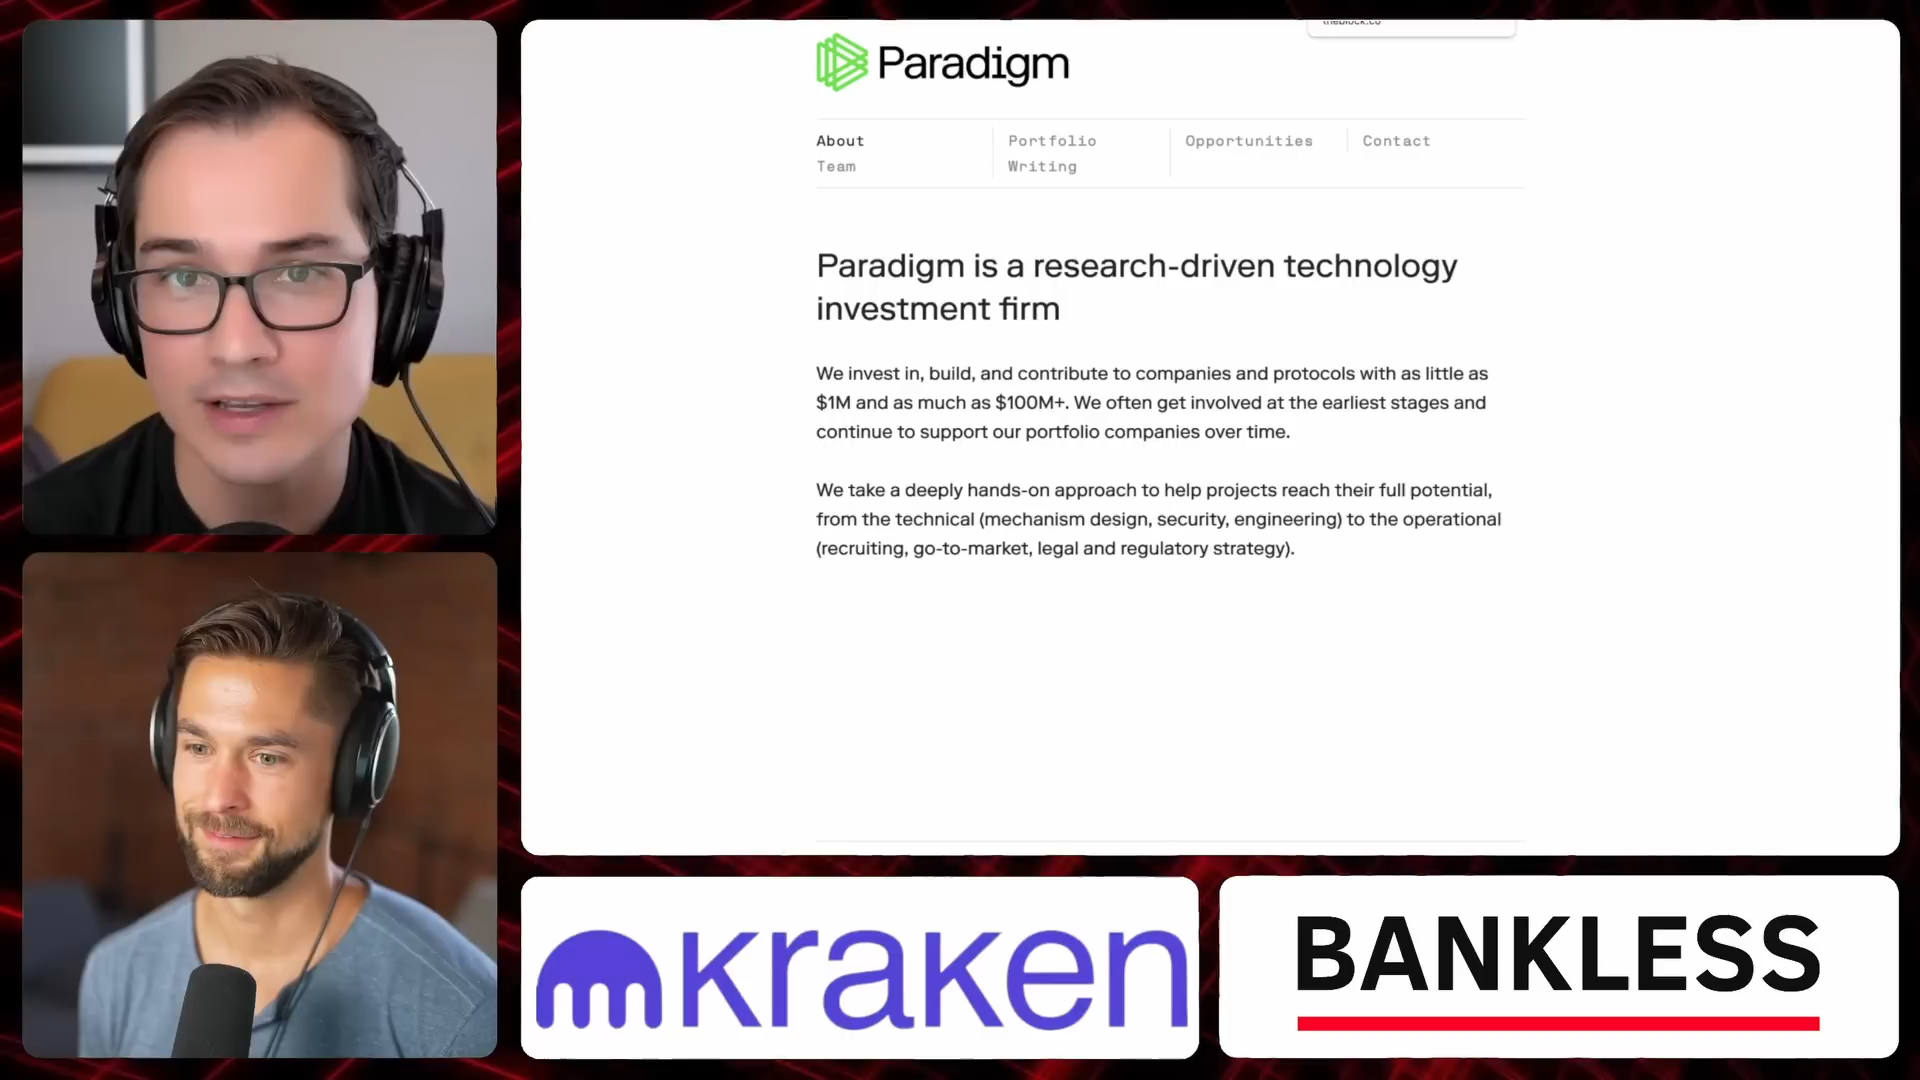 theblock.co
Paradigm
About
Team
Portfolio
Writing
Opportunities
Contact
Paradigm is a research-driven technology
investment firm
We invest in, build, and contribute to companies and protocols with as little as
$1M and as much as $100M+. We often get involved at the earliest stages and
continue to support our portfolio companies over time.
We take a deeply hands-on approach to help projects reach their full potential,
from the technical (mechanism design, security, engineering) to the operational
(recruiting, go-to-market, legal and regulatory strategy).
kraken
BANKLESS